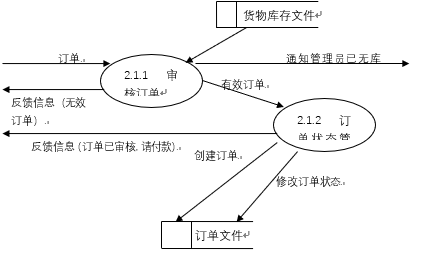 货物库存文件
订单
通知管理员已无库
2.1.1 审
核订单
有效订单
反馈信息（无效
订单）
2.1.2 订
单状态管
反馈信息（订单已审核，请付款）
创建订单
修改订单状态
订单文件